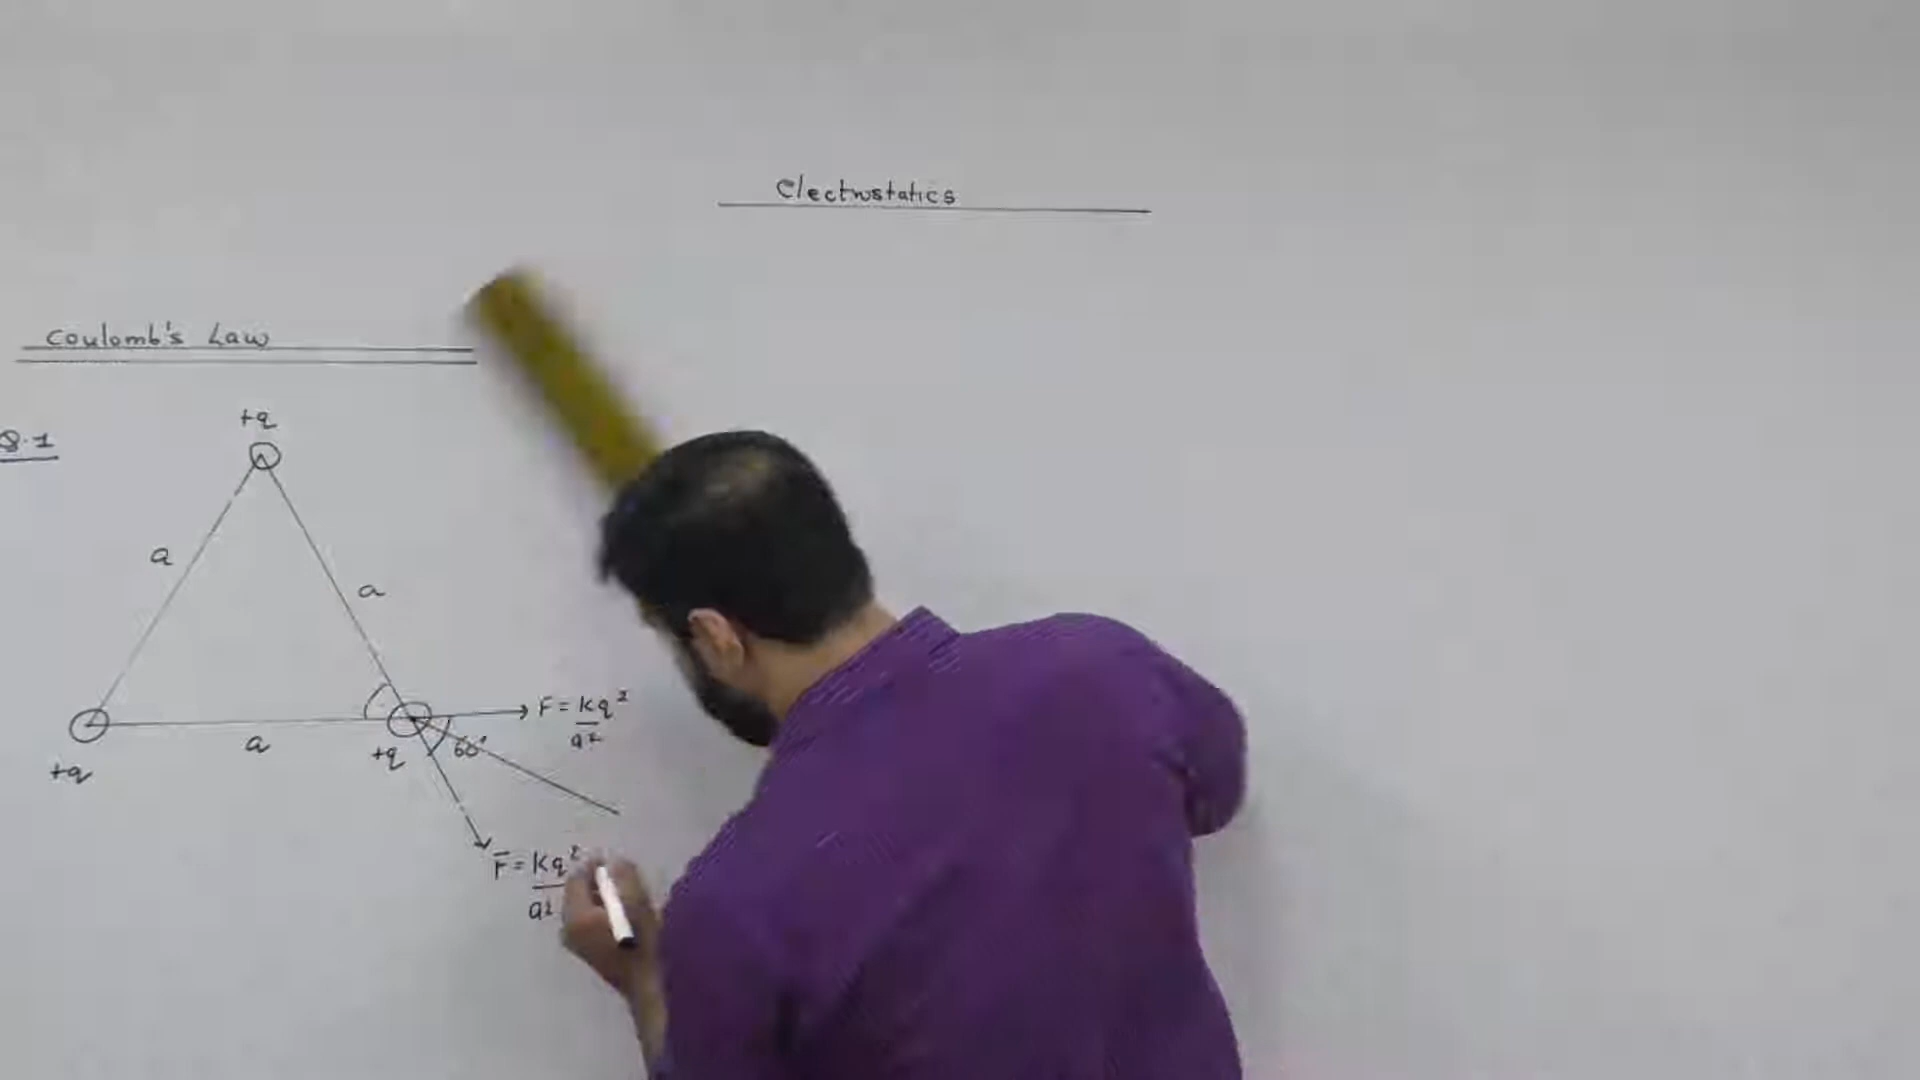 Electrostatics
Coulomb's Law
Q.1
+q
a
a
a
+q
+q
60°
F = kq²
a²
F = kq²
a²